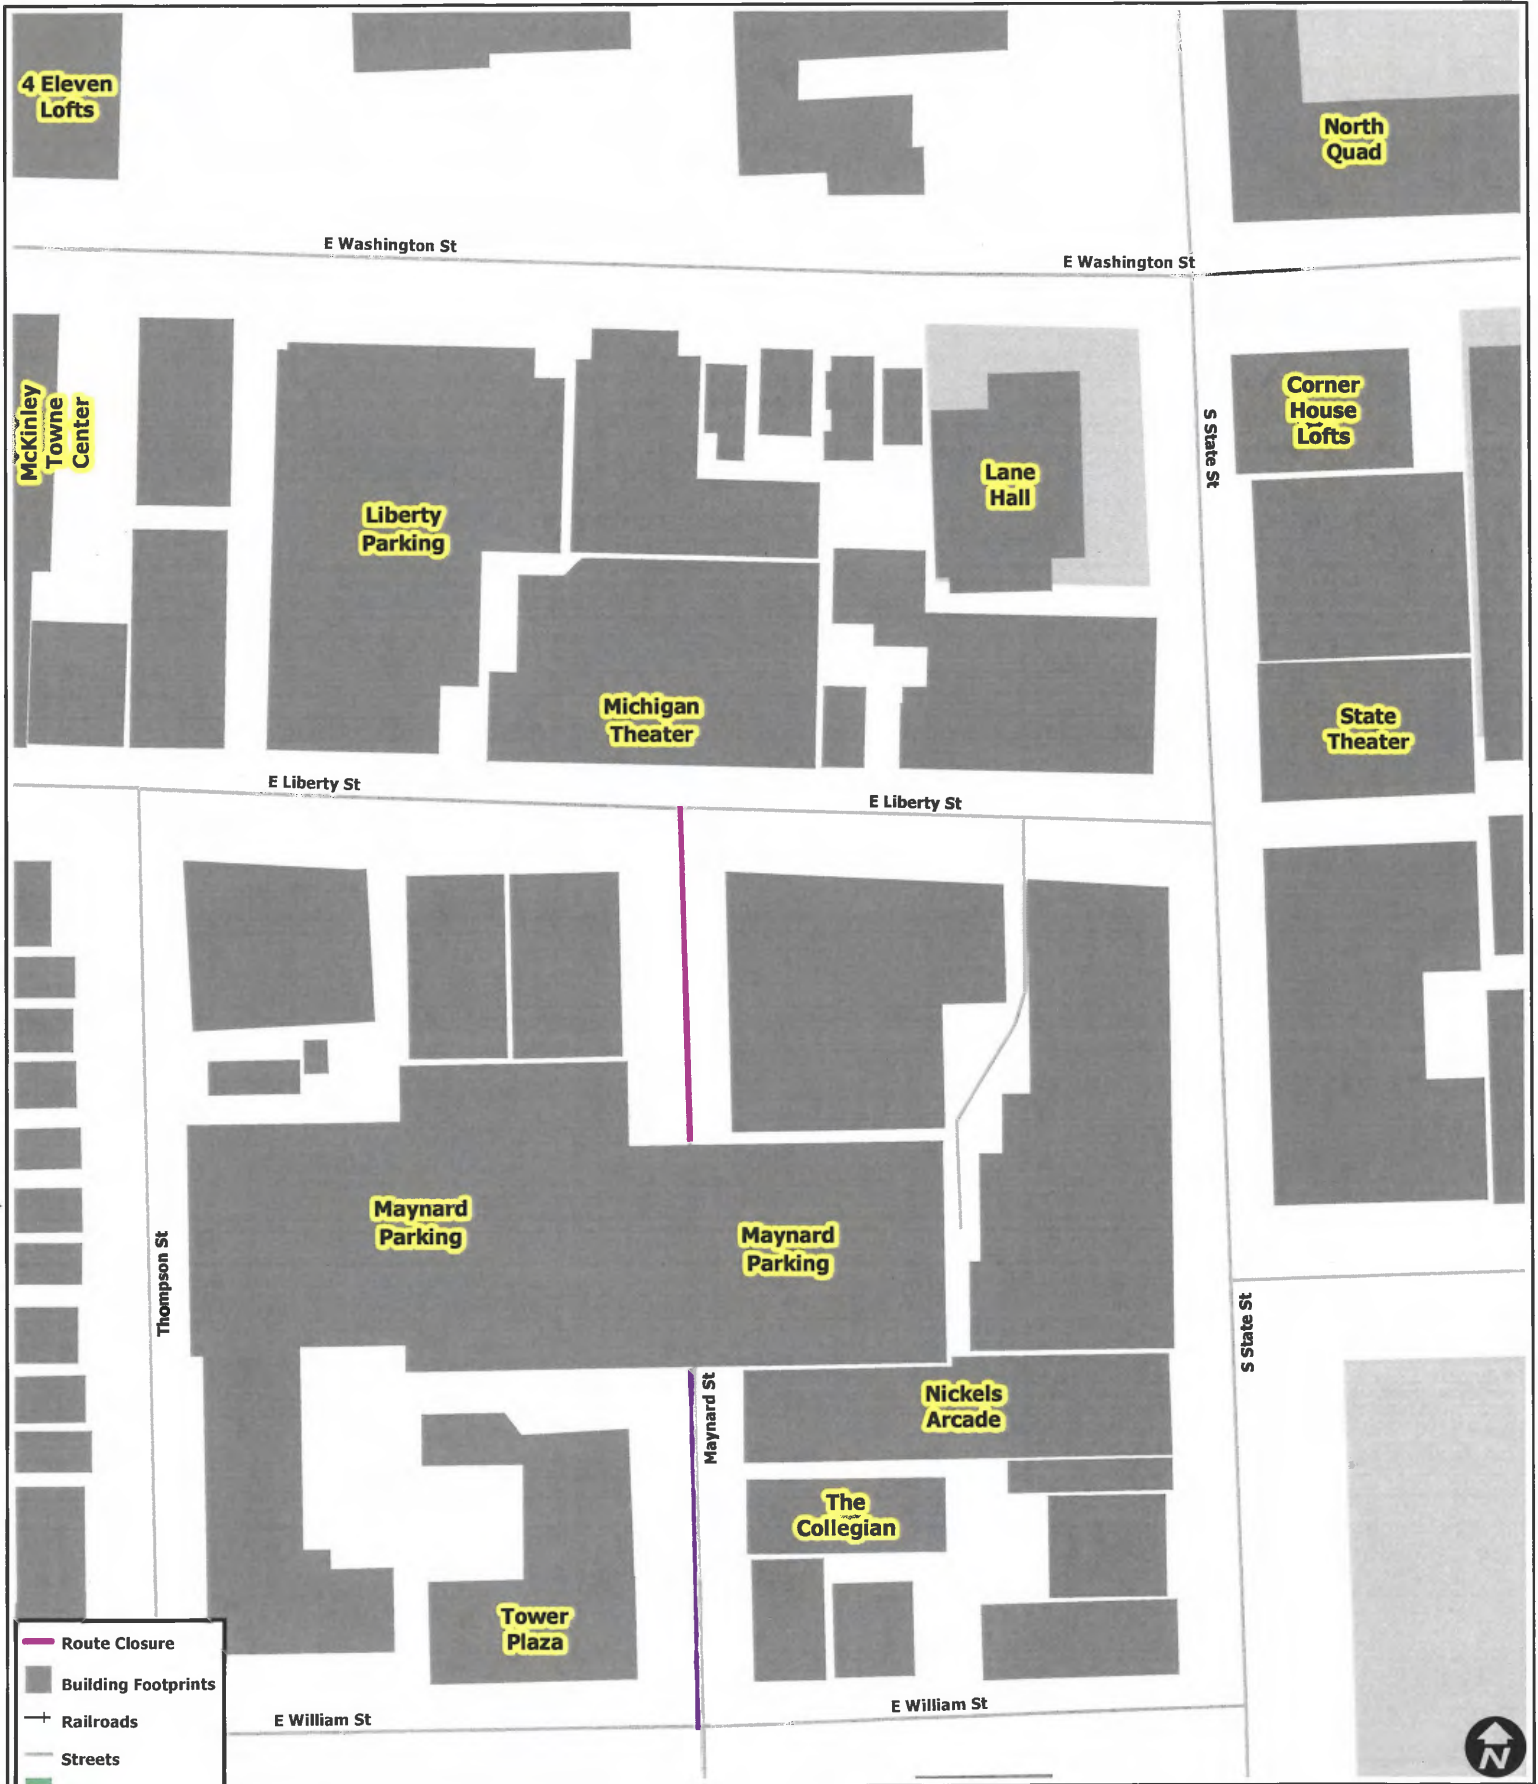 4 Eleven
Lofts
North
Quad
E Washington St
E Washington St
McKinley
Towne
Center
Corner
House
Lofts
S State St
Lane
Hall
Liberty
Parking
Michigan
Theater
State
Theater
E Liberty St
E Liberty St
Maynard
Parking
Maynard
Parking
Thompson St
S State St
Maynard St
Nickels
Arcade
The
Collegian
Tower
Plaza
Route Closure
Building Footprints
Railroads
Streets
E William St
E William St
N